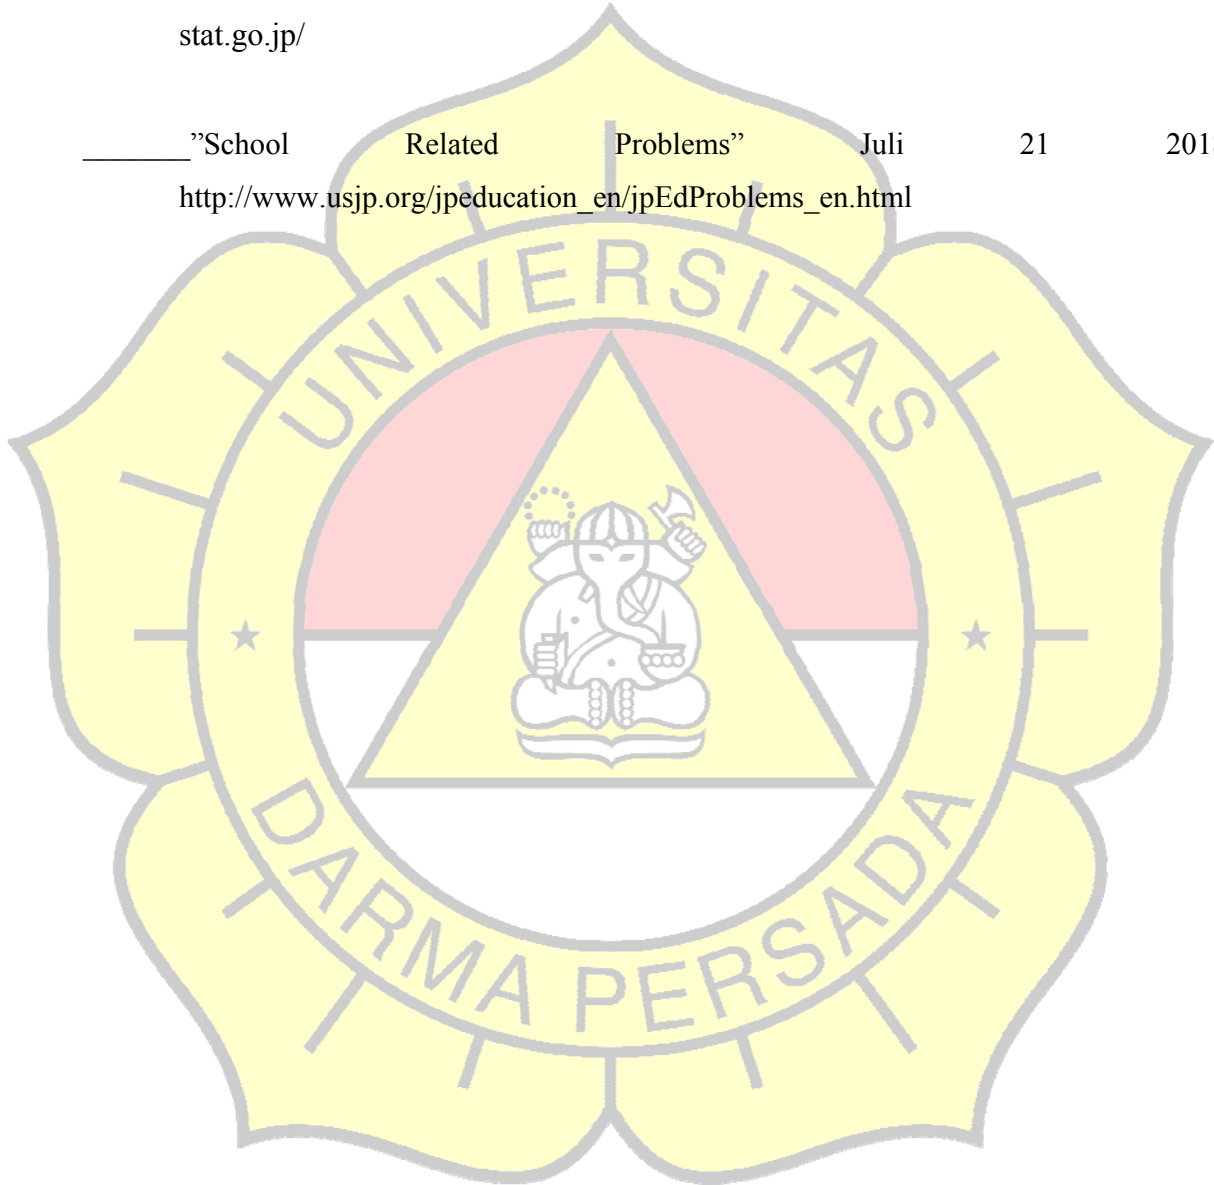 stat.go.jp/
_______”School Related Problems” Juli 21 201
http://www.usjp.org/jpeducation_en/jpEdProblems_en.html
UNIVERSITAS
DARMA PERSADA